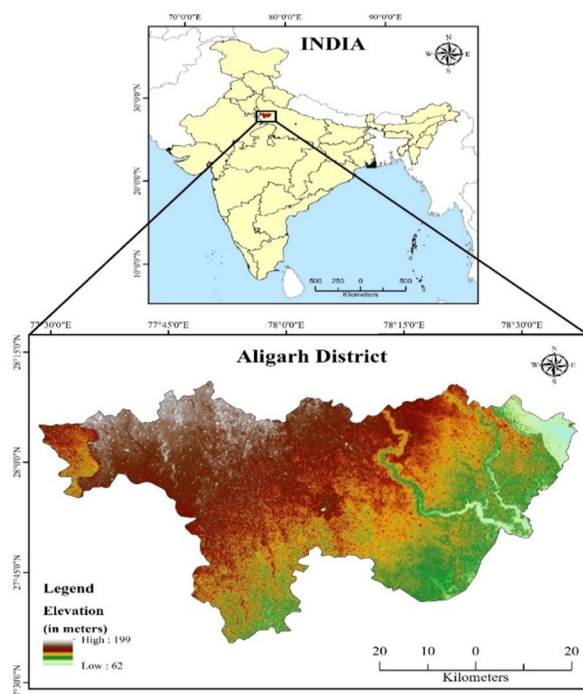 70°0'0"E 80°0'0"E 90°0'0"E
INDIA
N
W E
S
30°0'0"N
20°0'0"N
10°0'0"N
500 250 0 500
Kilometers
77°30'0"E 77°45'0"E 78°0'0"E 78°15'0"E 78°30'0"E
Aligarh District
N
W E
S
28°15'0"N
28°0'0"N
27°45'0"N
27°30'0"N
Legend
Elevation
(in meters)
High : 199
Low : 62
20 10 0 20
Kilometers